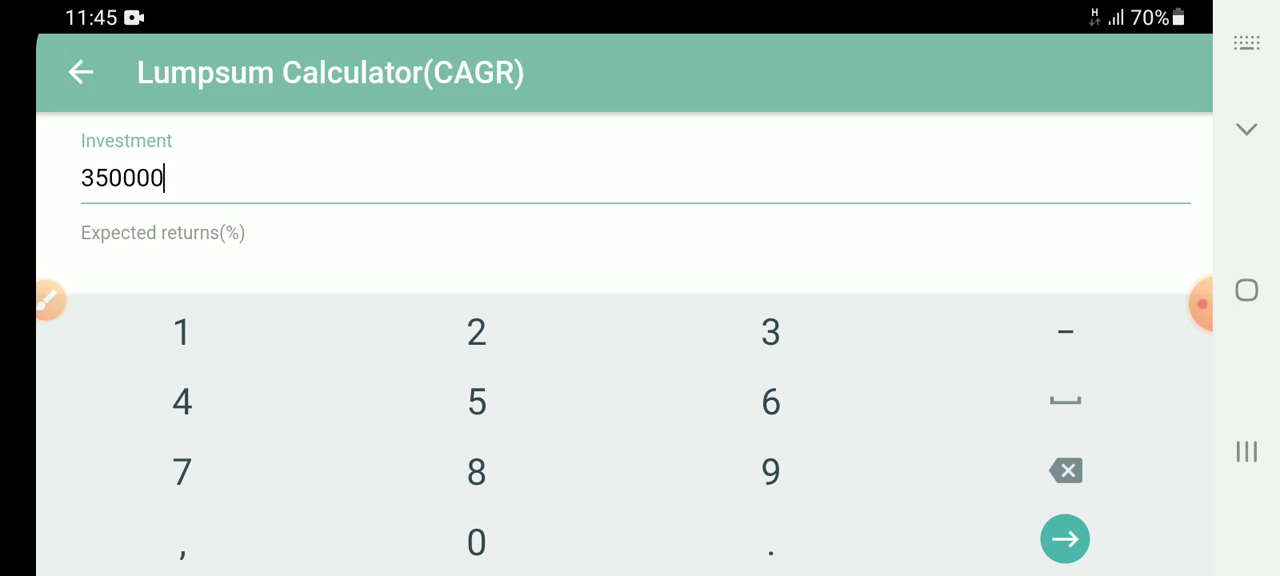 11:45 H 70%
Lumpsum Calculator(CAGR)
Investment
350000
Expected returns(%)
1 2 3 –
4 5 6
7 8 9
, 0 .